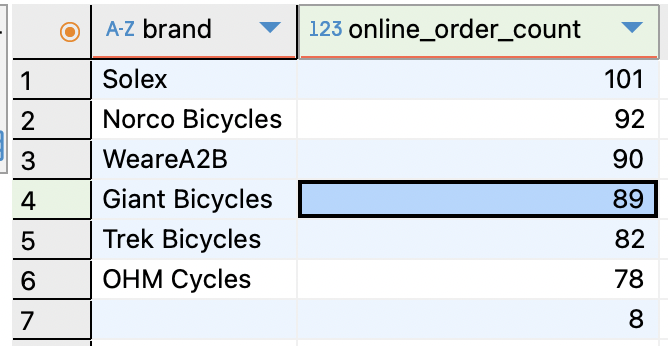 A-Z brand 123 online_order_count
1 Solex 101
2 Norco Bicycles 92
3 WeareA2B 90
4 Giant Bicycles 89
5 Trek Bicycles 82
6 OHM Cycles 78
7 8